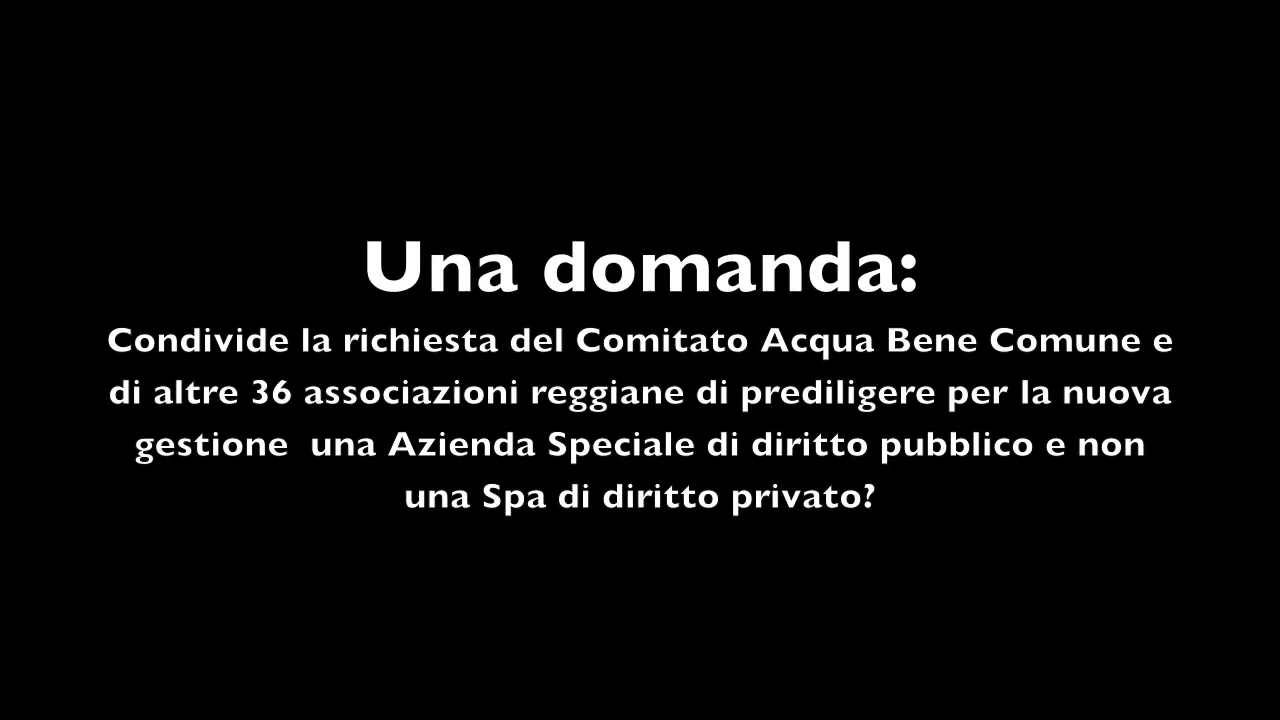 Una domanda:
Condivide la richiesta del Comitato Acqua Bene Comune e
di altre 36 associazioni reggiane di prediligere per la nuova
gestione  una Azienda Speciale di diritto pubblico e non
una Spa di diritto privato?